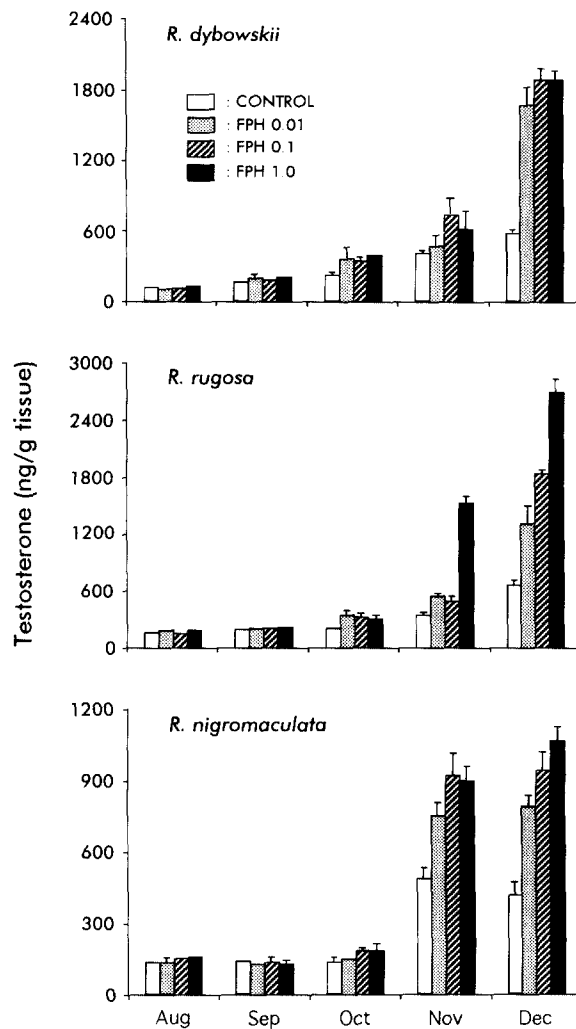 R. dybowskii
2400
1800
1200
600
0
: CONTROL
: FPH 0.01
: FPH 0.1
: FPH 1.0
Testosterone (ng/g tissue)
R. rugosa
3000
2400
1800
1200
600
0
R. nigromaculata
1200
900
600
300
0
Aug Sep Oct Nov Dec